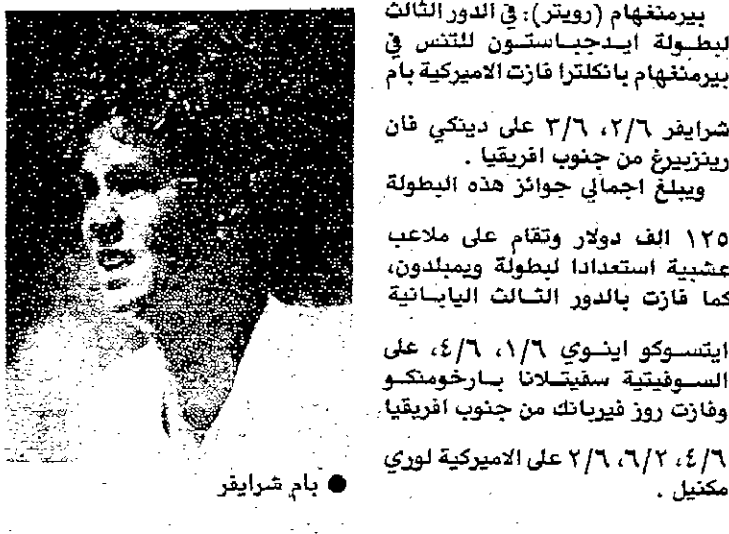 بيرمنغهام (رويتر): في الدور الثالث
لبطولة ايدجباستون للتنس في
بيرمنغهام بانكلترا فازت الاميركية بام
شرايفر ٢/٦، ٣/٦ على دينكي فان
رينزبيرغ من جنوب افريقيا .
ويبلغ اجمالي جوائز هذه البطولة
١٢٥ الف دولار وتقام على ملاعب
عشبية استعدادا لبطولة ويمبلدون،
كما فازت بالدور الثالث اليابانية
ايتسوكو اينوي ١/٦، ٤/٦، على
السوفيتية سفيتلانا بارخومنكو
وفازت روز فيربانك من جنوب افريقيا
٤/٦، ٦/٢، ٢/٦ على الاميركية لوري
مكنيل .
● بام شرايفر